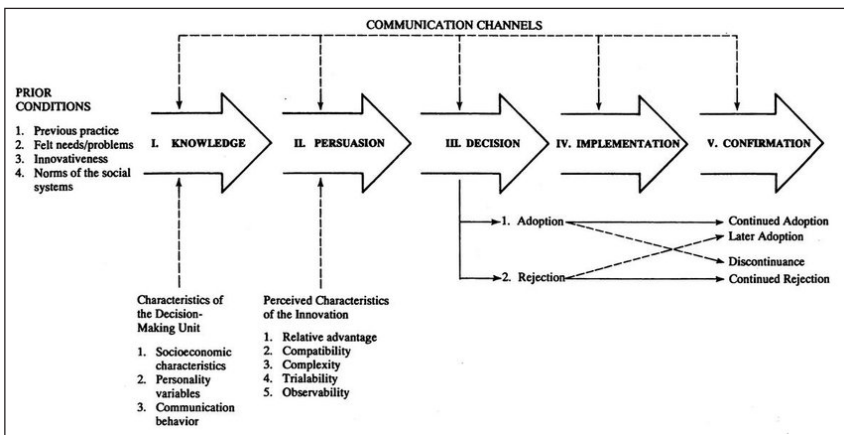 COMMUNICATION CHANNELS
PRIOR
CONDITIONS
1. Previous practice
2. Felt needs/problems
3. Innovativeness
4. Norms of the social
systems
I. KNOWLEDGE
II. PERSUASION
III. DECISION
IV. IMPLEMENTATION
V. CONFIRMATION
1. Adoption
2. Rejection
Continued Adoption
Later Adoption
Discontinuance
Continued Rejection
Characteristics of
the Decision-
Making Unit
1. Socioeconomic
characteristics
2. Personality
variables
3. Communication
behavior
Perceived Characteristics
of the Innovation
1. Relative advantage
2. Compatibility
3. Complexity
4. Trialability
5. Observability